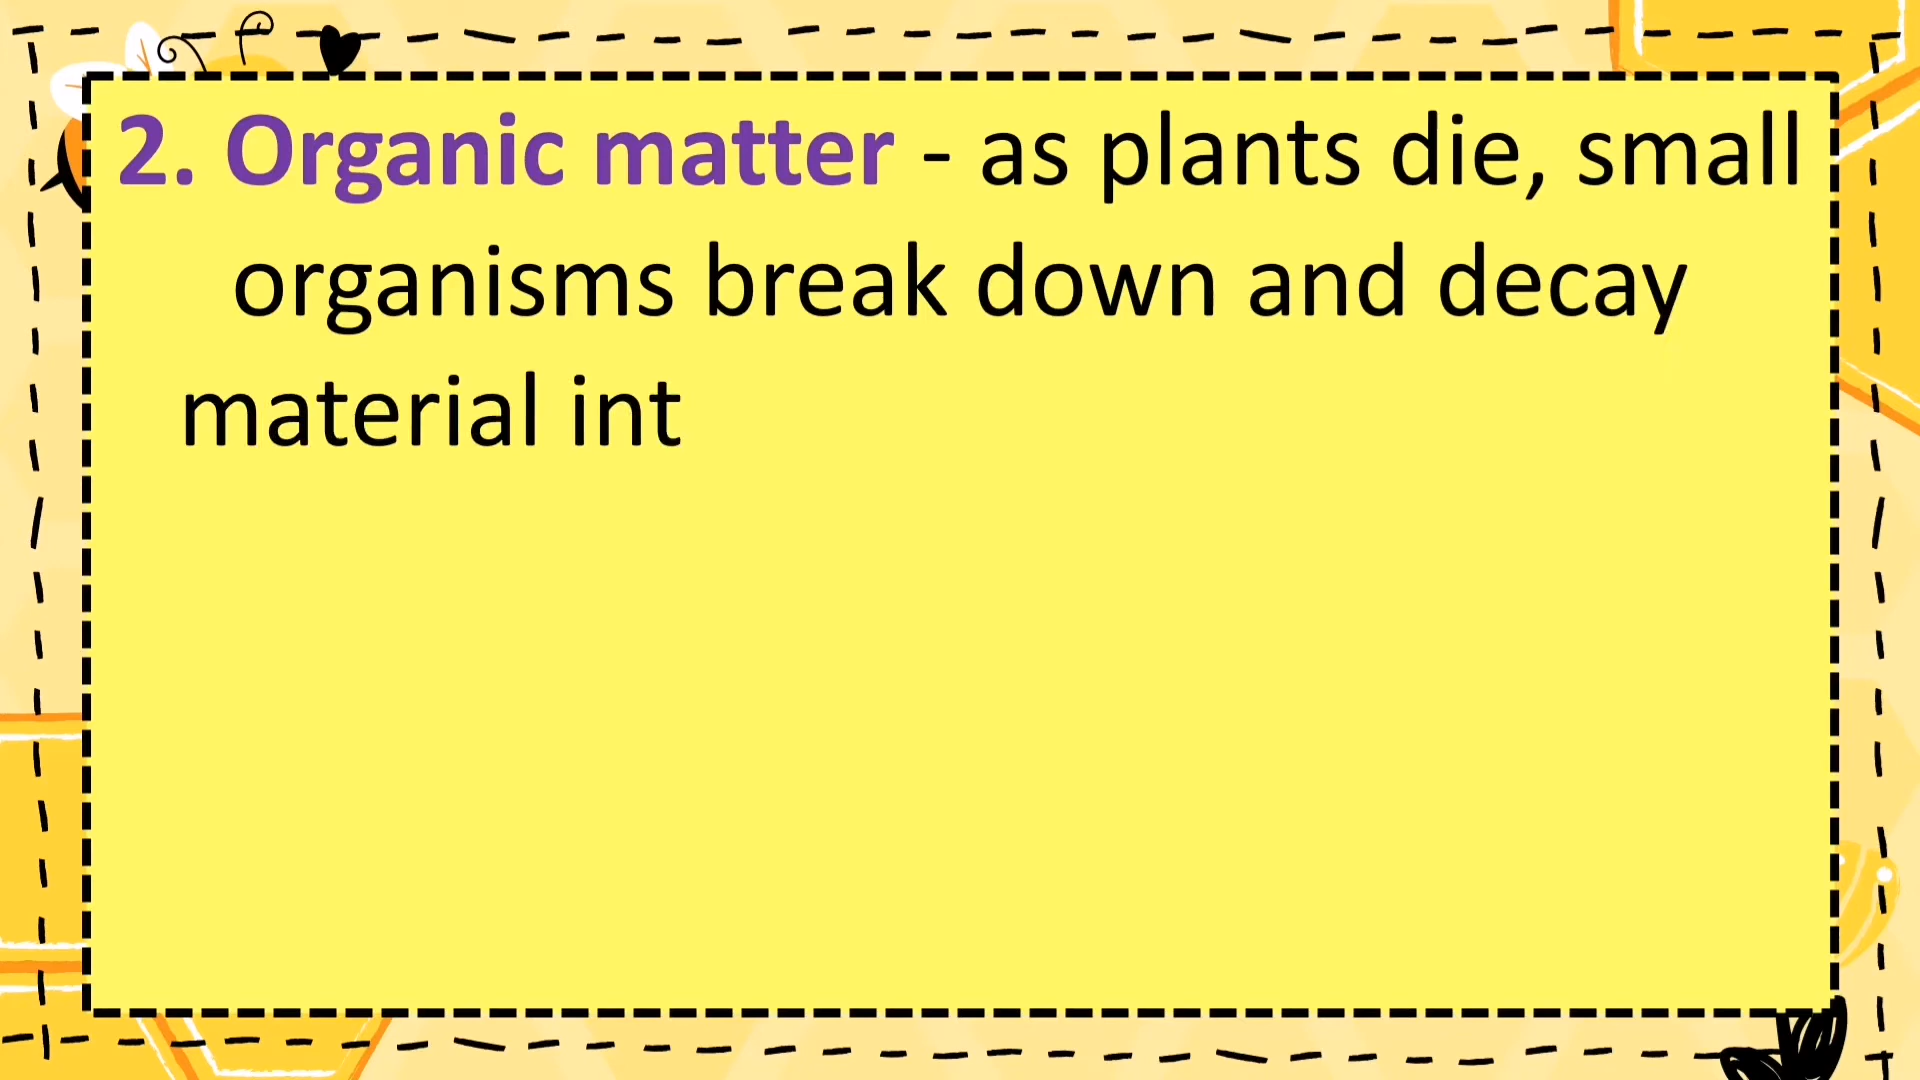 2. Organic matter - as plants die, small
organisms break down and decay
material int